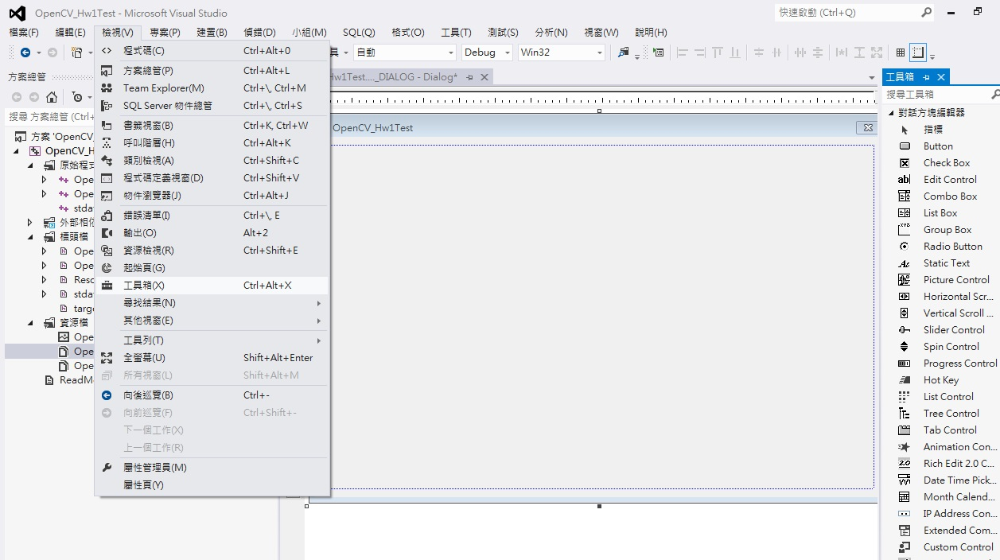 OpenCV_Hw1Test - Microsoft Visual Studio
快速啟動 (Ctrl+Q)
檔案(F) 編輯(E) 檢視(V) 專案(P) 建置(B) 偵錯(D) 小組(M) SQL(Q) 格式(O) 工具(T) 測試(S) 分析(N) 視窗(W) 說明(H)
具 自動 Debug Win32
方案總管
搜尋 方案總管 (Ctrl+
方案 'OpenCV_
OpenCV_H
原始程式
Ope
Ope
stda
外部相依
標頭檔
Ope
Ope
Reso
stda
targe
資源檔
Ope
Ope
Ope
ReadMe
程式碼(C) Ctrl+Alt+0
方案總管(P) Ctrl+Alt+L
Team Explorer(M) Ctrl+\, Ctrl+M
SQL Server 物件總管 Ctrl+\, Ctrl+S
書籤視窗(B) Ctrl+K, Ctrl+W
呼叫階層(H) Ctrl+Alt+K
類別檢視(A) Ctrl+Shift+C
程式碼定義視窗(D) Ctrl+Shift+V
物件瀏覽器(J) Ctrl+Alt+J
錯誤清單(I) Ctrl+\, E
輸出(O) Alt+2
資源檢視(R) Ctrl+Shift+E
起始頁(G)
工具箱(X) Ctrl+Alt+X
尋找結果(N)
其他視窗(E)
工具列(T)
全螢幕(U) Shift+Alt+Enter
所有視窗(L) Shift+Alt+M
向後巡覽(B) Ctrl+-
向前巡覽(F) Ctrl+Shift+-
下一個工作(X)
上一個工作(R)
屬性管理員(M)
屬性頁(Y)
Hw1Test...._DIALOG - Dialog*
OpenCV_Hw1Test
工具箱
搜尋工具箱
對話方塊編輯器
指標
Button
Check Box
Edit Control
Combo Box
List Box
Group Box
Radio Button
Static Text
Picture Control
Horizontal Scr...
Vertical Scroll ...
Slider Control
Spin Control
Progress Control
Hot Key
List Control
Tree Control
Tab Control
Animation Con...
Rich Edit 2.0 C...
Date Time Pick...
Month Calend...
IP Address Con...
Extended Com...
Custom Control